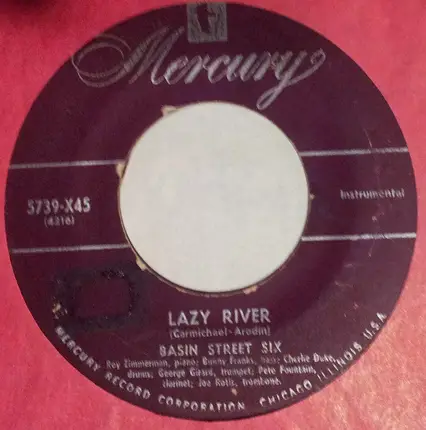 Mercury
5739-X45
(4216)
Instrumental
LAZY RIVER
(Carmichael-Arodin)
BASIN STREET SIX
Roy Zimmerman, piano; Bunny Franks, bass; Charlie Duke,
drums; George Girard, trumpet; Pete Fountain,
clarinet; Joe Rotis, trombone.
MERCURY RECORD CORPORATION CHICAGO, ILLINOIS U.S.A.